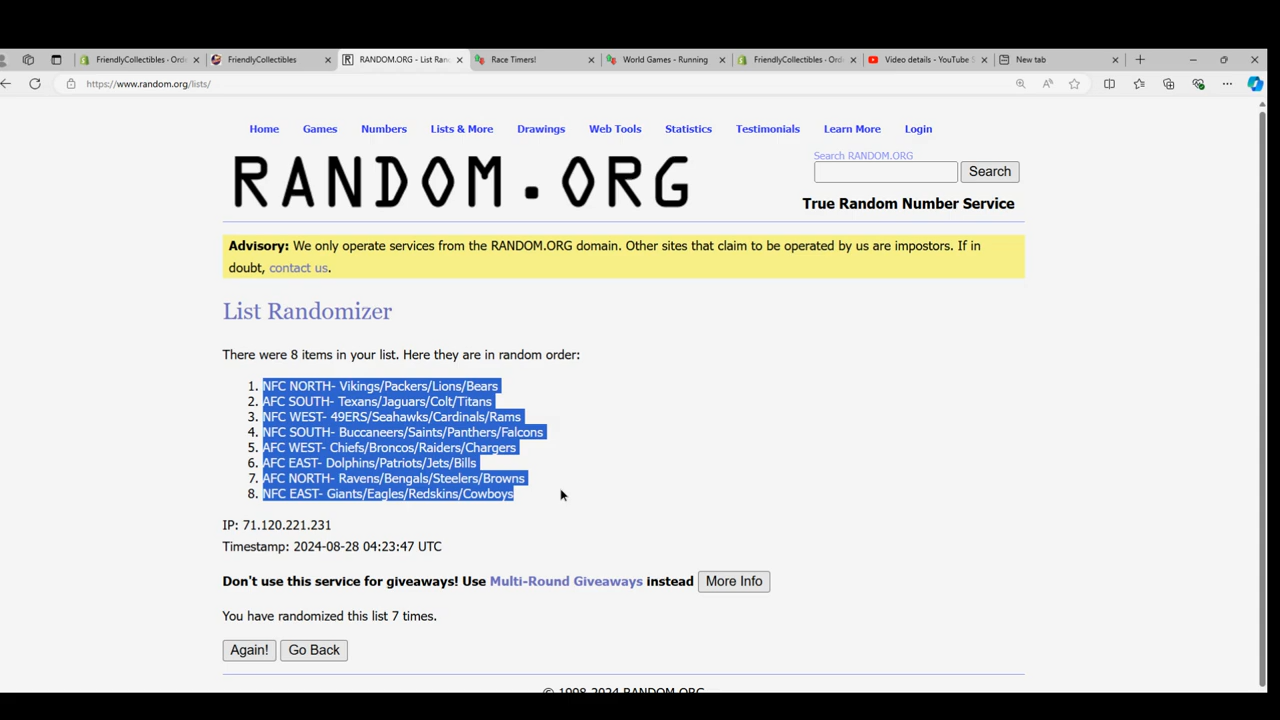 FriendlyCollectibles - Ord
FriendlyCollectibles
RANDOM.ORG - List Ran
Race Timers!
World Games - Running
FriendlyCollectibles - Ord
Video details - YouTube S
New tab
https://www.random.org/lists/
Home Games Numbers Lists & More Drawings Web Tools Statistics Testimonials Learn More Login
RANDOM.ORG
Search RANDOM.ORG
Search
True Random Number Service
Advisory: We only operate services from the RANDOM.ORG domain. Other sites that claim to be operated by us are impostors. If in
doubt, contact us.
List Randomizer
There were 8 items in your list. Here they are in random order:
1. NFC NORTH- Vikings/Packers/Lions/Bears
2. AFC SOUTH- Texans/Jaguars/Colt/Titans
3. NFC WEST- 49ERS/Seahawks/Cardinals/Rams
4. NFC SOUTH- Buccaneers/Saints/Panthers/Falcons
5. AFC WEST- Chiefs/Broncos/Raiders/Chargers
6. AFC EAST- Dolphins/Patriots/Jets/Bills
7. AFC NORTH- Ravens/Bengals/Steelers/Browns
8. NFC EAST- Giants/Eagles/Redskins/Cowboys
IP: 71.120.221.231
Timestamp: 2024-08-28 04:23:47 UTC
Don't use this service for giveaways! Use Multi-Round Giveaways instead More Info
You have randomized this list 7 times.
Again! Go Back
© 1998-2024 RANDOM.ORG